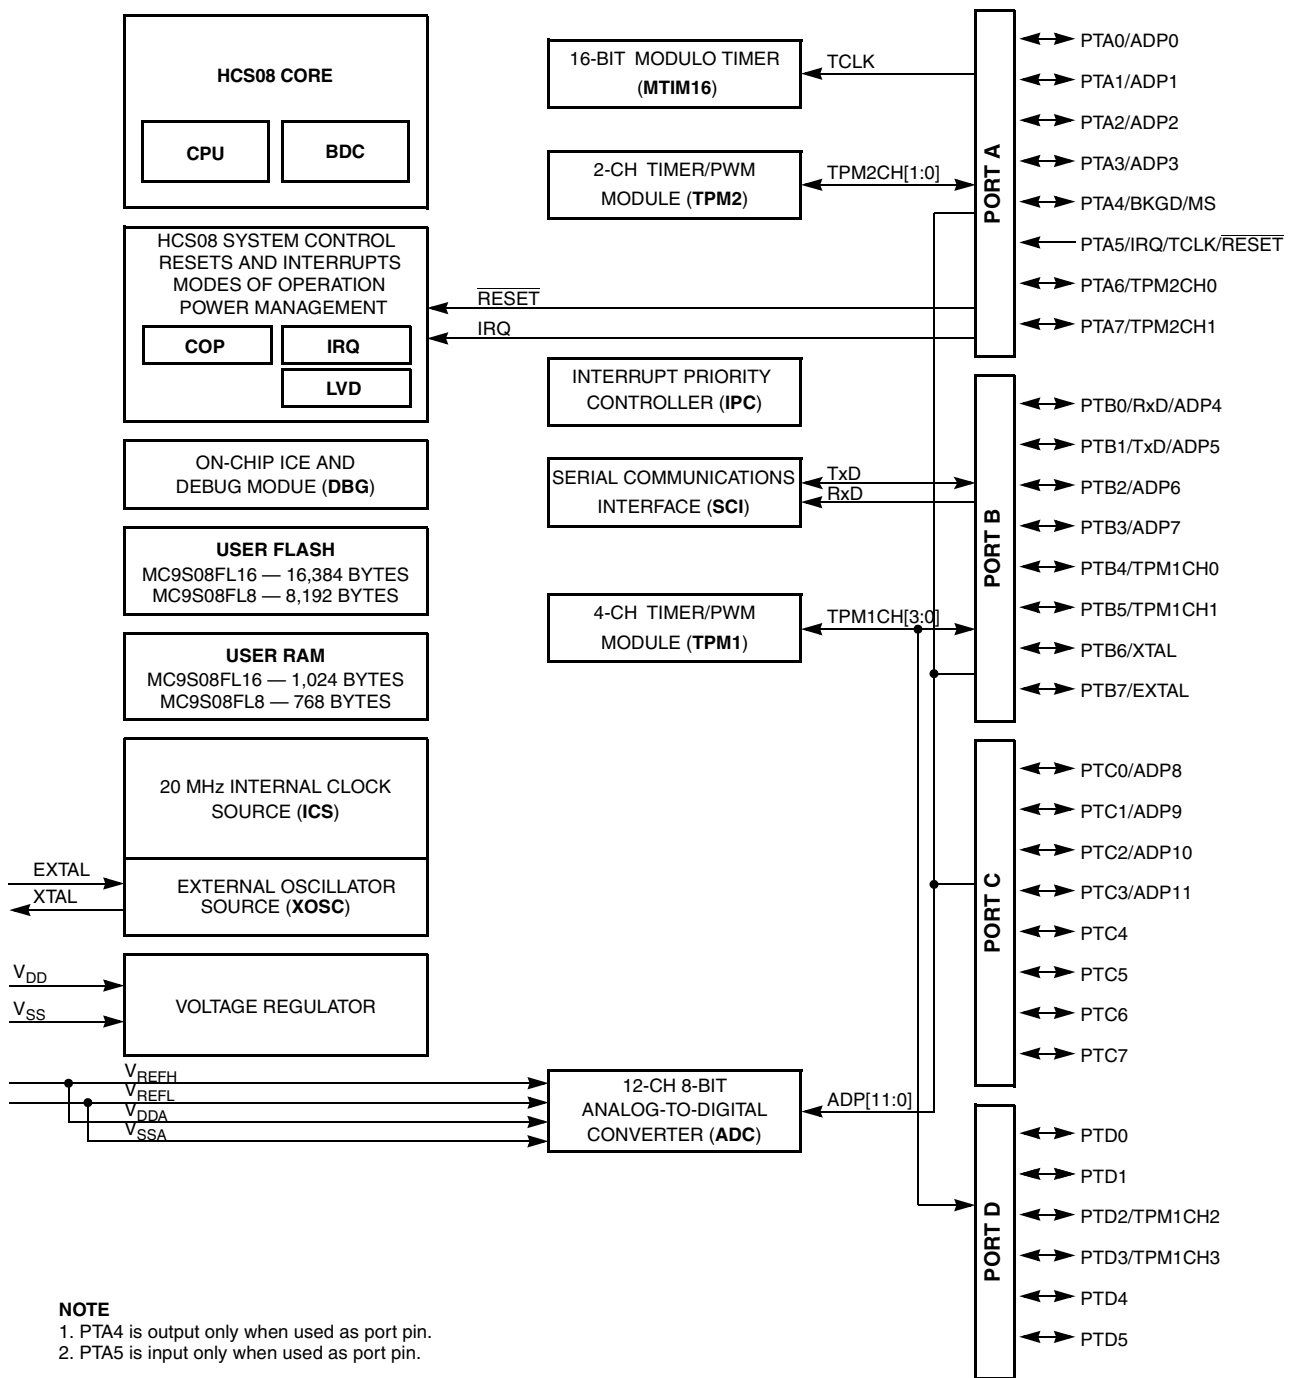 HCS08 CORE
CPU
BDC
HCS08 SYSTEM CONTROL
RESETS AND INTERRUPTS
MODES OF OPERATION
POWER MANAGEMENT
COP
IRQ
LVD
ON-CHIP ICE AND
DEBUG MODUE (DBG)
USER FLASH
MC9S08FL16 — 16,384 BYTES
MC9S08FL8 — 8,192 BYTES
USER RAM
MC9S08FL16 — 1,024 BYTES
MC9S08FL8 — 768 BYTES
20 MHz INTERNAL CLOCK
SOURCE (ICS)
EXTAL
XTAL
EXTERNAL OSCILLATOR
SOURCE (XOSC)
VDD
VSS
VOLTAGE REGULATOR
VREFH
VREFL
VDDA
VSSA
16-BIT MODULO TIMER
(MTIM16)
TCLK
2-CH TIMER/PWM
MODULE (TPM2)
TPM2CH[1:0]
RESET
IRQ
INTERRUPT PRIORITY
CONTROLLER (IPC)
SERIAL COMMUNICATIONS
INTERFACE (SCI)
TxD
RxD
4-CH TIMER/PWM
MODULE (TPM1)
TPM1CH[3:0]
12-CH 8-BIT
ANALOG-TO-DIGITAL
CONVERTER (ADC)
ADP[11:0]
PORT A
PTA0/ADP0
PTA1/ADP1
PTA2/ADP2
PTA3/ADP3
PTA4/BKGD/MS
PTA5/IRQ/TCLK/RESET
PTA6/TPM2CH0
PTA7/TPM2CH1
PORT B
PTB0/RxD/ADP4
PTB1/TxD/ADP5
PTB2/ADP6
PTB3/ADP7
PTB4/TPM1CH0
PTB5/TPM1CH1
PTB6/XTAL
PTB7/EXTAL
PORT C
PTC0/ADP8
PTC1/ADP9
PTC2/ADP10
PTC3/ADP11
PTC4
PTC5
PTC6
PTC7
PORT D
PTD0
PTD1
PTD2/TPM1CH2
PTD3/TPM1CH3
PTD4
PTD5
NOTE
1. PTA4 is output only when used as port pin.
2. PTA5 is input only when used as port pin.